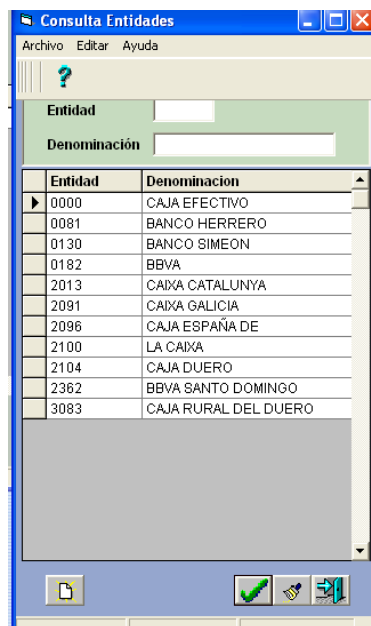 Consulta Entidades
Archivo Editar Ayuda
?
Entidad
Denominación
Entidad Denominacion
0000 CAJA EFECTIVO
0081 BANCO HERRERO
0130 BANCO SIMEON
0182 BBVA
2013 CAIXA CATALUNYA
2091 CAIXA GALICIA
2096 CAJA ESPAÑA DE
2100 LA CAIXA
2104 CAJA DUERO
2362 BBVA SANTO DOMINGO
3083 CAJA RURAL DEL DUERO